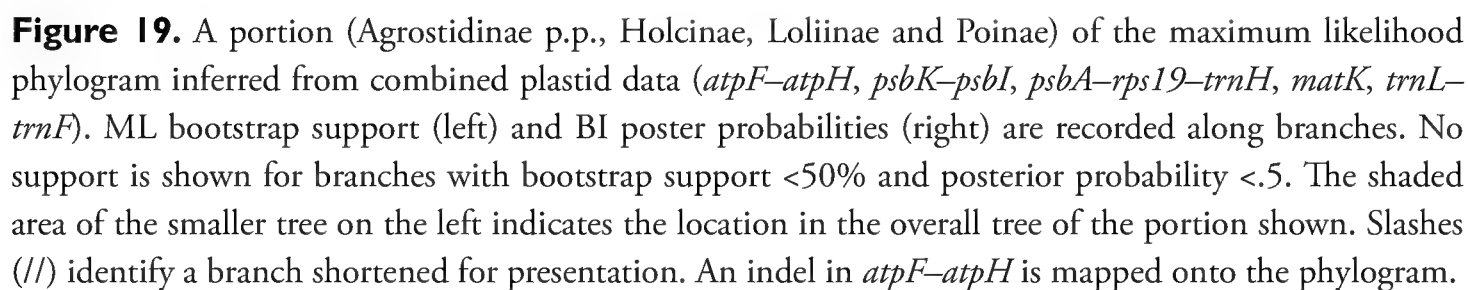 Figure 19. A portion (Agrostidinae p.p., Holcinae, Loliinae and Poinae) of the maximum likelihood
phylogram inferred from combined plastid data (atpF–atpH, psbK–psbI, psbA–rps19–trnH, matK, trnL–
trnF). ML bootstrap support (left) and BI poster probabilities (right) are recorded along branches. No
support is shown for branches with bootstrap support <50% and posterior probability <.5. The shaded
area of the smaller tree on the left indicates the location in the overall tree of the portion shown. Slashes
(//) identify a branch shortened for presentation. An indel in atpF–atpH is mapped onto the phylogram.